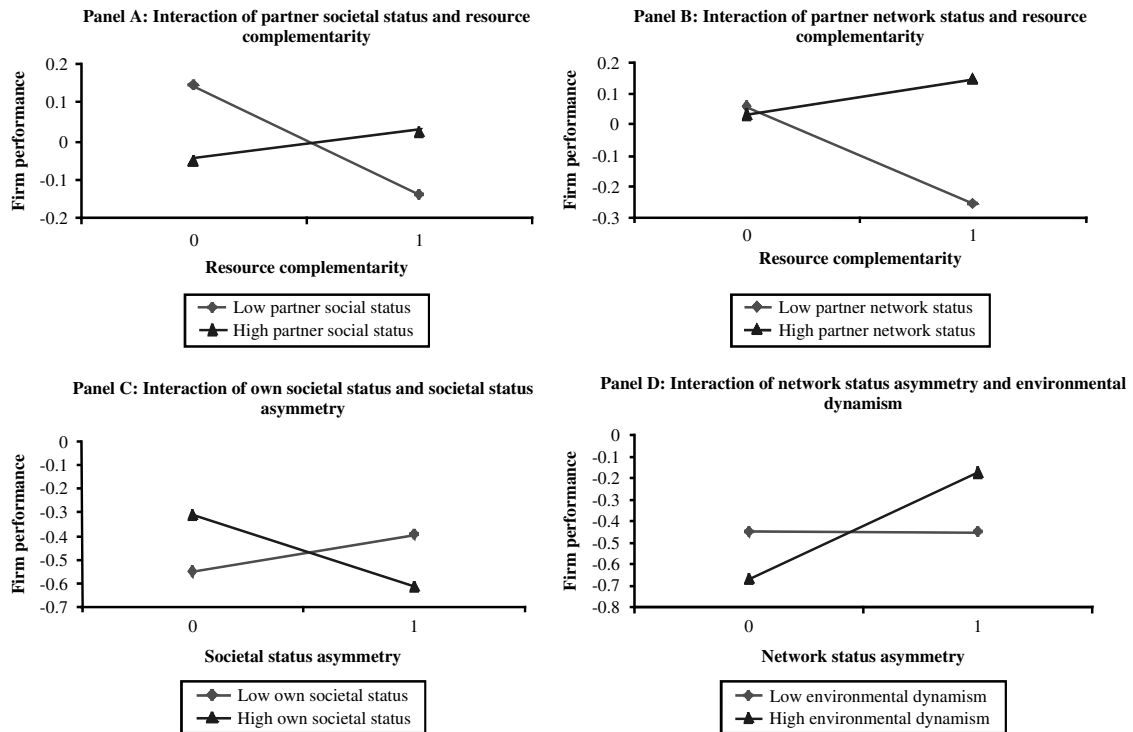 Panel A: Interaction of partner societal status and resource
complementarity
0.2
0.1
0
-0.1
-0.2
Firm performance
0
1
Resource complementarity
Low partner social status
High partner social status
Panel B: Interaction of partner network status and resource
complementarity
0.2
0.1
0
-0.1
-0.2
-0.3
Firm performance
0
1
Resource complementarity
Low partner network status
High partner network status
Panel C: Interaction of own societal status and societal status
asymmetry
0
-0.1
-0.2
-0.3
-0.4
-0.5
-0.6
-0.7
Firm performance
0
1
Societal status asymmetry
Low own societal status
High own societal status
Panel D: Interaction of network status asymmetry and environmental
dynamism
0
-0.1
-0.2
-0.3
-0.4
-0.5
-0.6
-0.7
-0.8
Firm performance
0
1
Network status asymmetry
Low environmental dynamism
High environmental dynamism